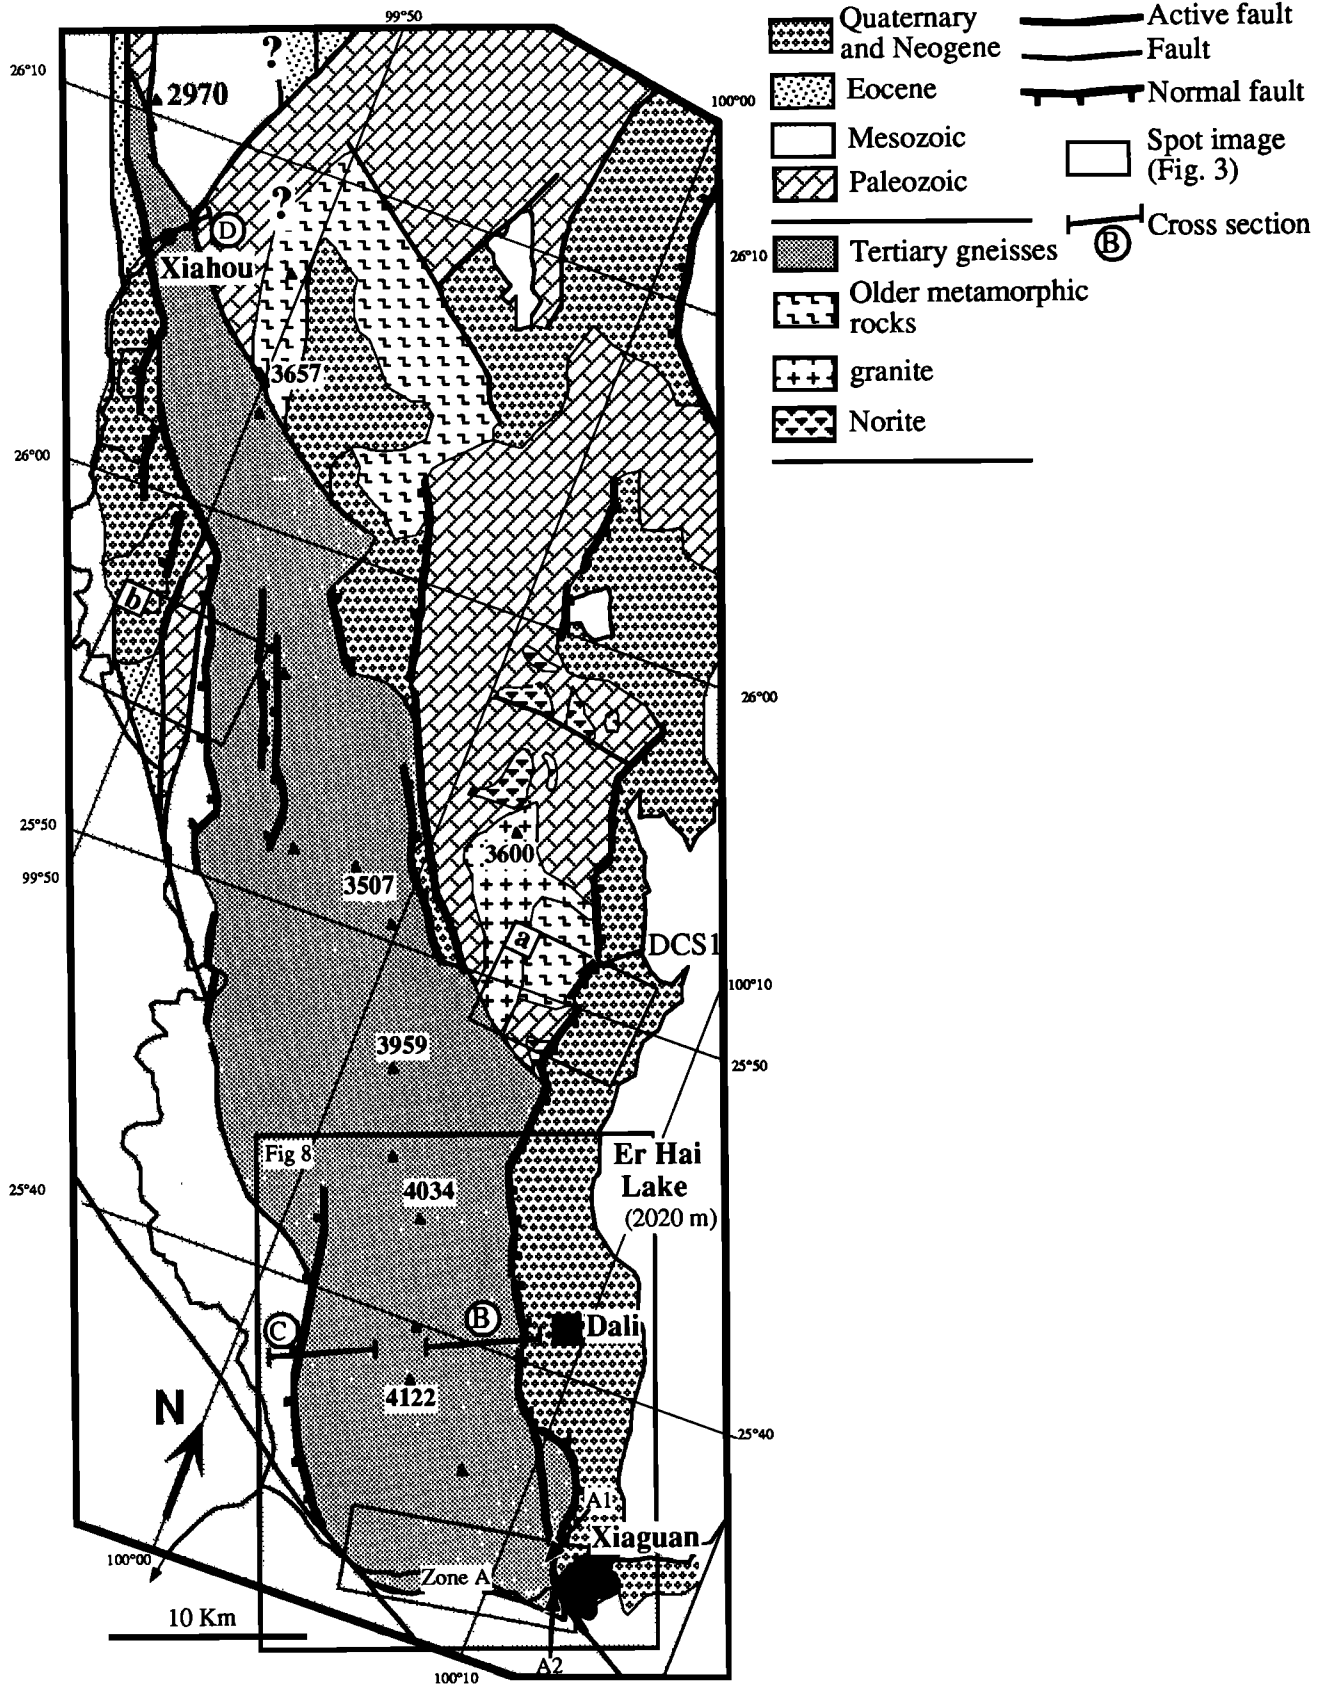 99°50
Quaternary
and Neogene
Eocene
Mesozoic
Paleozoic
Tertiary gneisses
Older metamorphic
rocks
granite
Norite
Active fault
Fault
Normal fault
Spot image
(Fig. 3)
B
Cross section
26°10
?
2970
100°00
?
D
Xiahou
26°10
3657
26°00
b
26°00
25°50
99°50
3600
3507
a
DCS1
100°10
3959
25°50
Fig 8
Er Hai
Lake
(2020 m)
25°40
4034
C
B
Dali
4122
N
25°40
A1
Xiaguan
100°00
Zone A
10 Km
A2
100°10